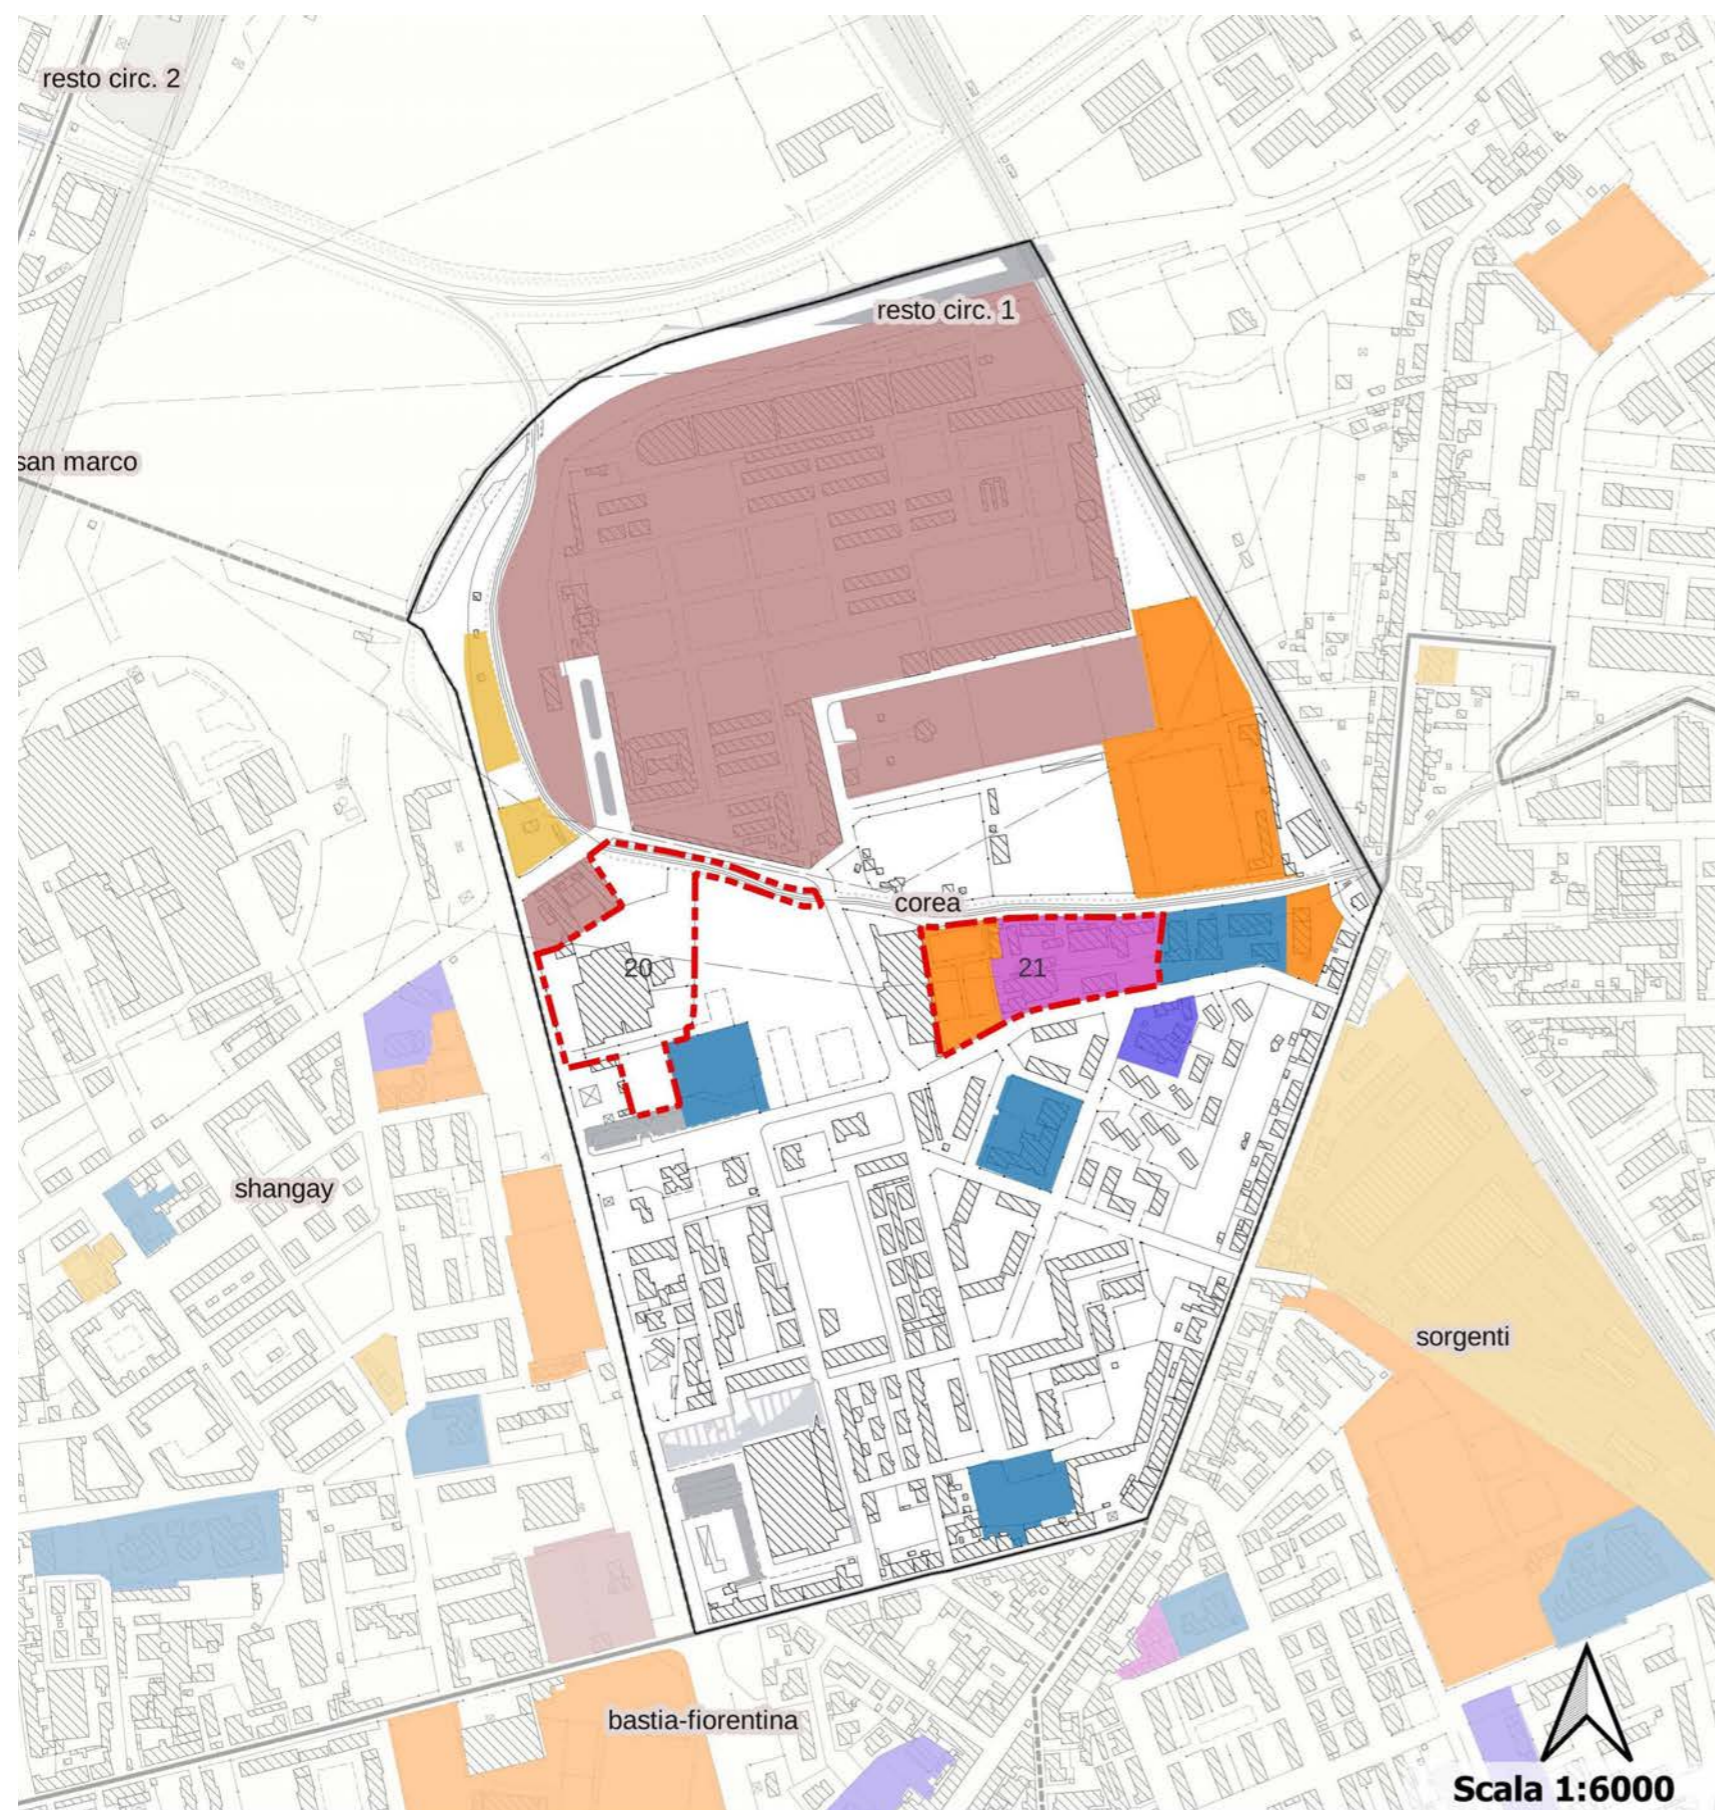 resto circ. 2
resto circ. 1
san marco
corea
20
21
shangay
sorgenti
bastia-fiorentina
Scala 1:6000